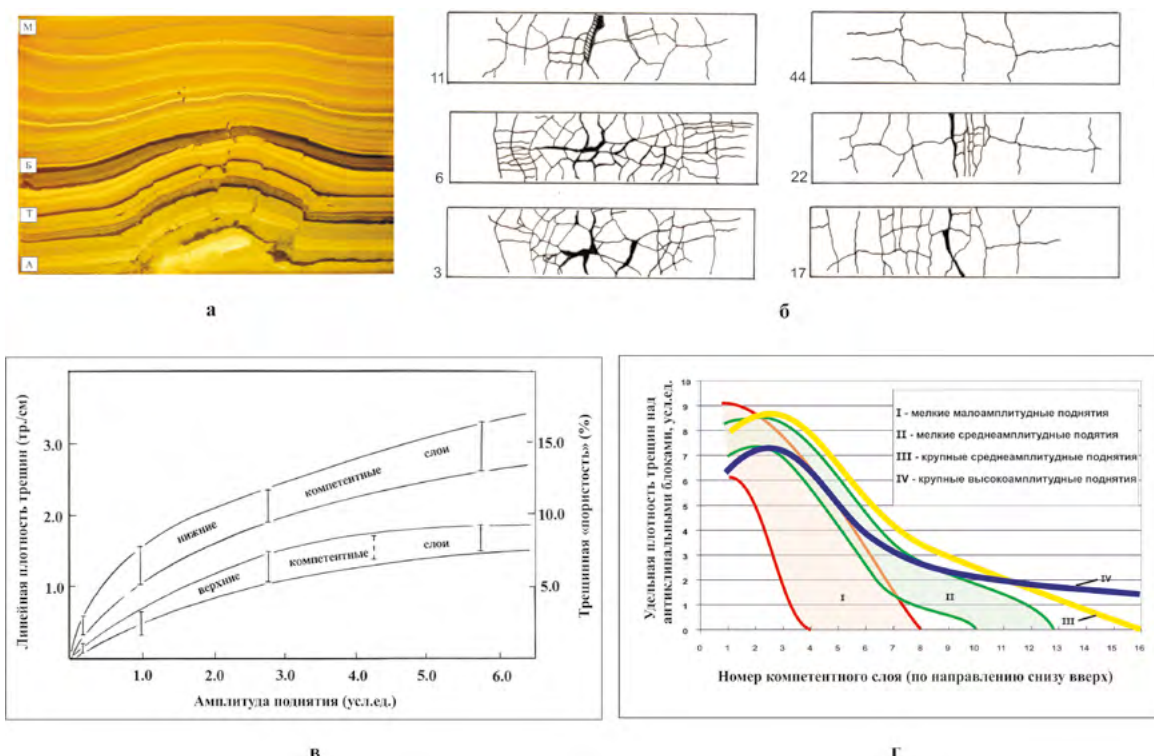 М
Б
Т
А
а
11
44
6
22
3
17
б
Линейная плотность трещин (тр./см)
3.0
2.0
1.0
нижние компетентные слои
верхние компетентные слои
15.0
10.0
5.0
Трещинная «пористость» (%)
1.0 2.0 3.0 4.0 5.0 6.0
Амплитуда поднятия (усл.ед.)
в
Удельная плотность трещин над
антиклинальными блоками, усл.ед.
10
9
8
7
6
5
4
3
2
1
0
I - мелкие малоамплитудные поднятия
II - мелкие среднеамплитудные подятия
III - крупные среднеамплитудные поднятия
IV - крупные высокоамплитудные поднятия
I
II
IV
III
0 1 2 3 4 5 6 7 8 9 10 11 12 13 14 15 16
Номер компетентного слоя (по направлению снизу вверх)
г